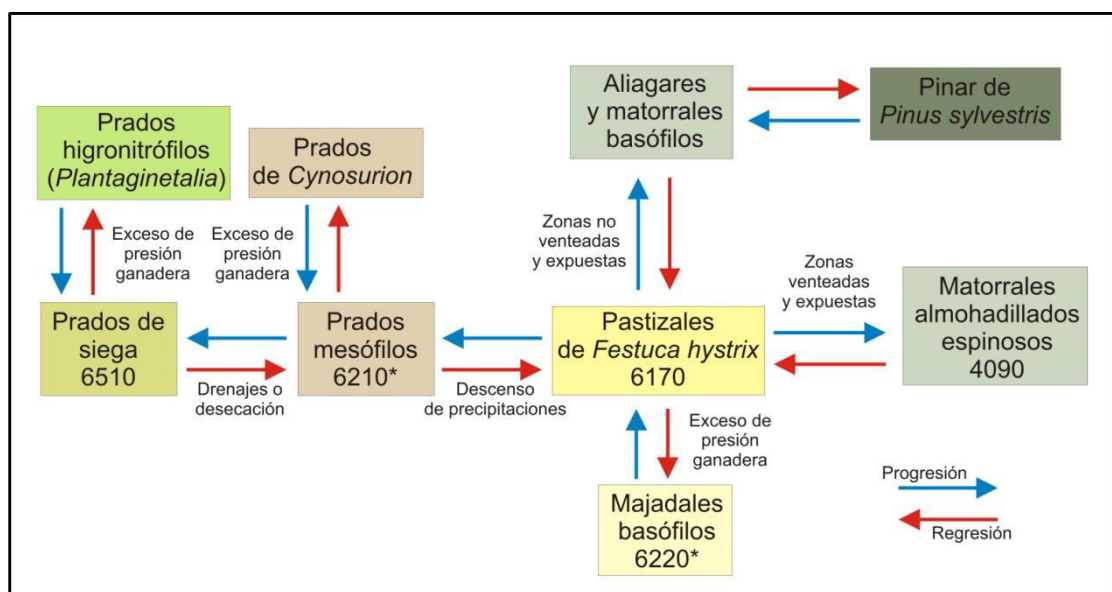 Prados
higronitrófilos
(Plantaginetalia)
Prados
de Cynosurion
Aliagares
y matorrales
basófilos
Pinar de
Pinus sylvestris
Exceso de
presión
ganadera
Exceso de
presión
ganadera
Zonas no
venteadas
y expuestas
Zonas
venteadas
y expuestas
Prados de
siega
6510
Drenajes o
desecación
Prados
mesófilos
6210*
Descenso
de precipitaciones
Pastizales
de Festuca hystrix
6170
Matorrales
almohadillados
espinosos
4090
Exceso de
presión
ganadera
Majadales
basófilos
6220*
Progresión
Regresión